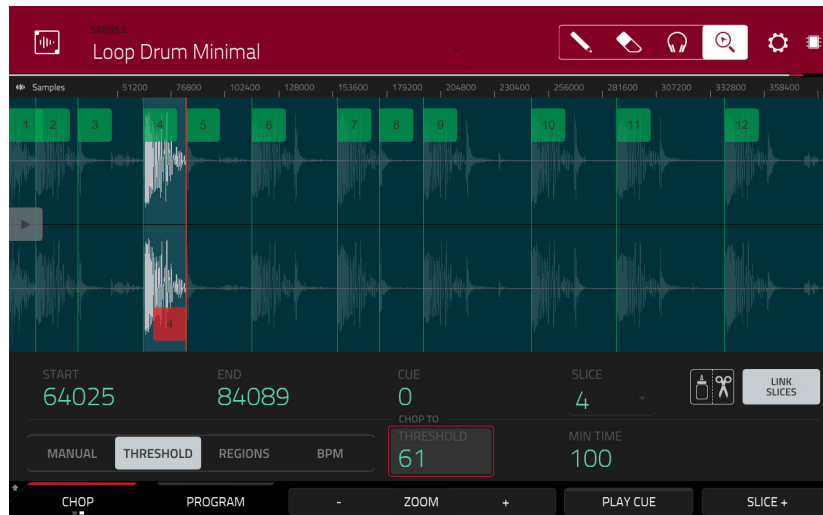 SAMPLE
Loop Drum Minimal
Samples 51200 76800 102400 128000 153600 179200 204800 230400 256000 281600 307200 332800 358400
1 2 3 4 5 6 7 8 9 10 11 12
4
START END CUE SLICE
64025 84089 0 4 LINK SLICES
CHOP TO
THRESHOLD MIN TIME
MANUAL THRESHOLD REGIONS BPM 61 100
CHOP PROGRAM - ZOOM + PLAY CUE SLICE +